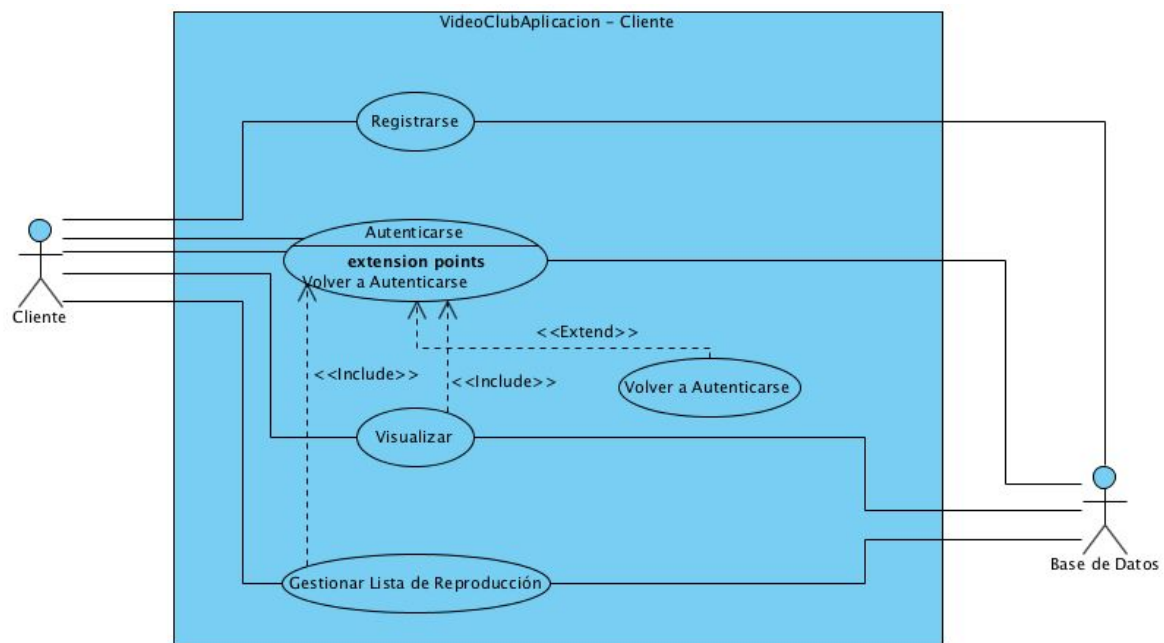 VideoClubAplicacion - Cliente
Registrarse
Autenticarse
extension points
Volver a Autenticarse
Cliente
<<Extend>>
<<Include>>
<<Include>>
Volver a Autenticarse
Visualizar
Base de Datos
Gestionar Lista de Reproducción